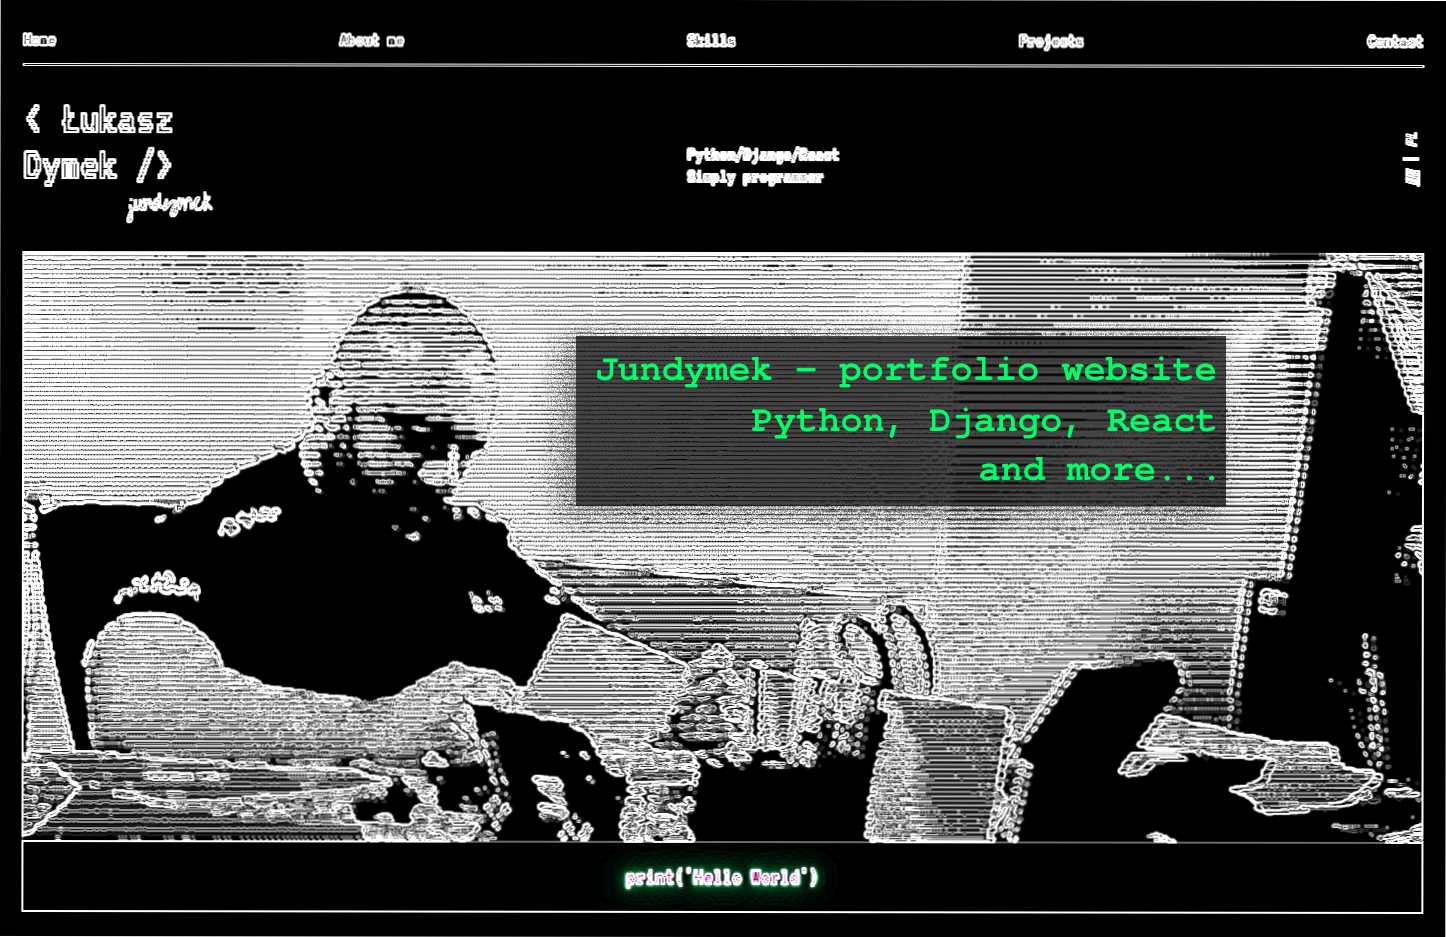 Home
About me
Skills
Projects
Contact
< Łukasz
Dymek />
jundymek
Python/Django/React
Simply programmer
PL
Jundymek - portfolio website
Python, Django, React
and more...
print('Hello World')